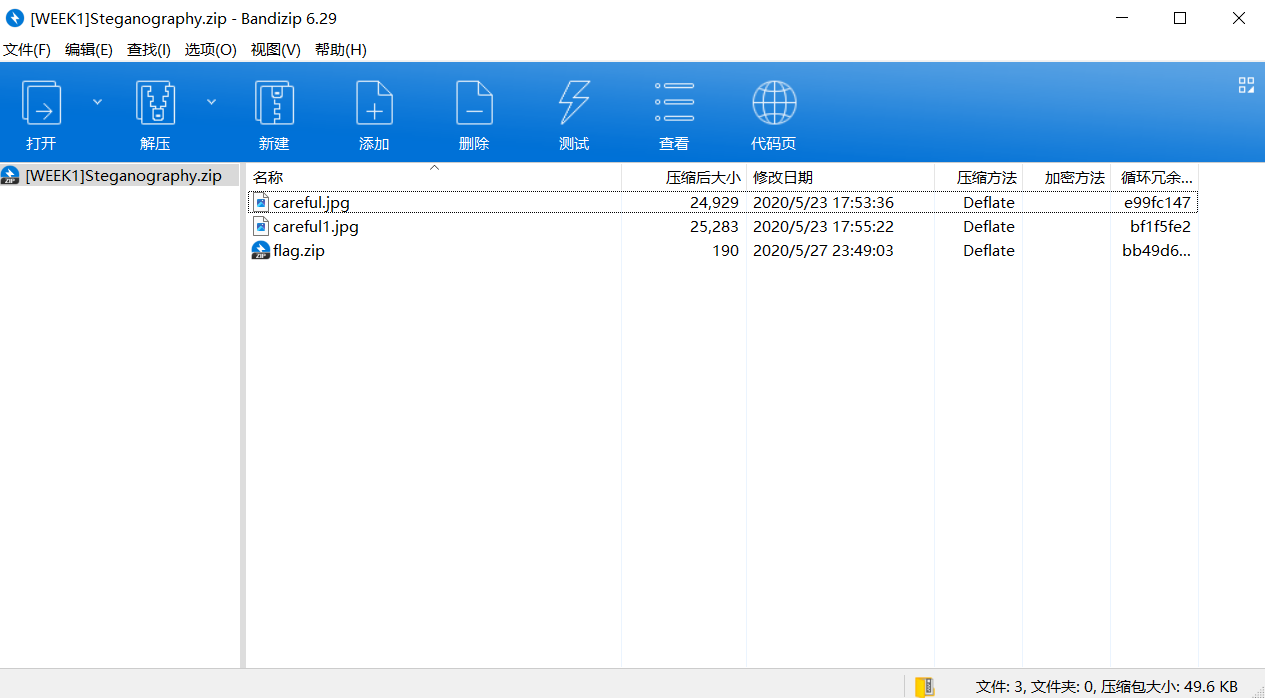 [WEEK1]Steganography.zip - Bandizip 6.29
文件(F) 编辑(E) 查找(I) 选项(O) 视图(V) 帮助(H)
打开 解压 新建 添加 删除 测试 查看 代码页
[WEEK1]Steganography.zip
名称 压缩后大小 修改日期 压缩方法 加密方法 循环冗余...
careful.jpg 24,929 2020/5/23 17:53:36 Deflate e99fc147
careful1.jpg 25,283 2020/5/23 17:55:22 Deflate bf1f5fe2
flag.zip 190 2020/5/27 23:49:03 Deflate bb49d6...
文件: 3, 文件夹: 0, 压缩包大小: 49.6 KB